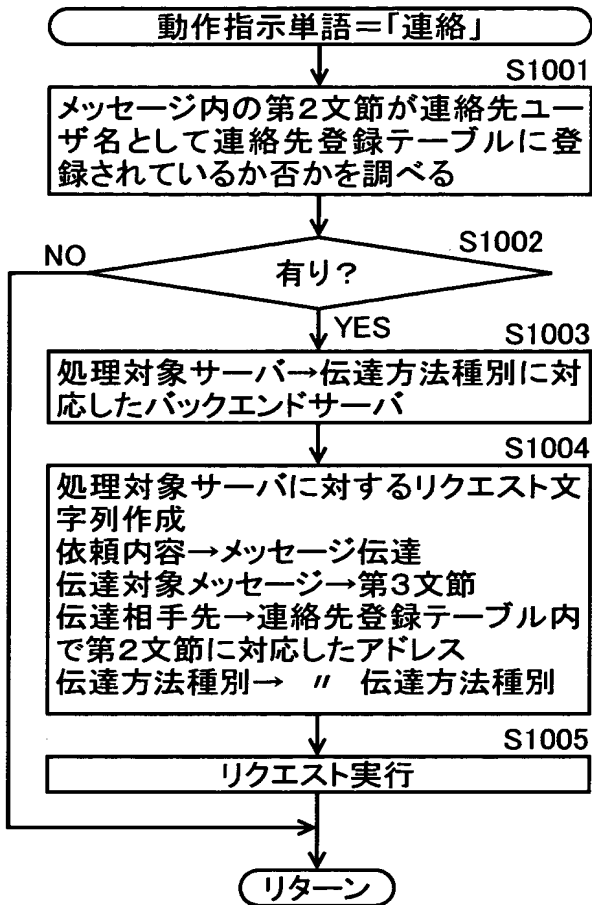 動作指示単語＝「連絡」
S1001
メッセージ内の第２文節が連絡先ユー
ザ名として連絡先登録テーブルに登
録されているか否かを調べる
S1002
NO
有り？
YES
S1003
処理対象サーバ→伝達方法種別に対
応したバックエンドサーバ
S1004
処理対象サーバに対するリクエスト文
字列作成
依頼内容→メッセージ伝達
伝達対象メッセージ→第３文節
伝達相手先→連絡先登録テーブル内
で第２文節に対応したアドレス
伝達方法種別→　〃　伝達方法種別
S1005
リクエスト実行
リターン